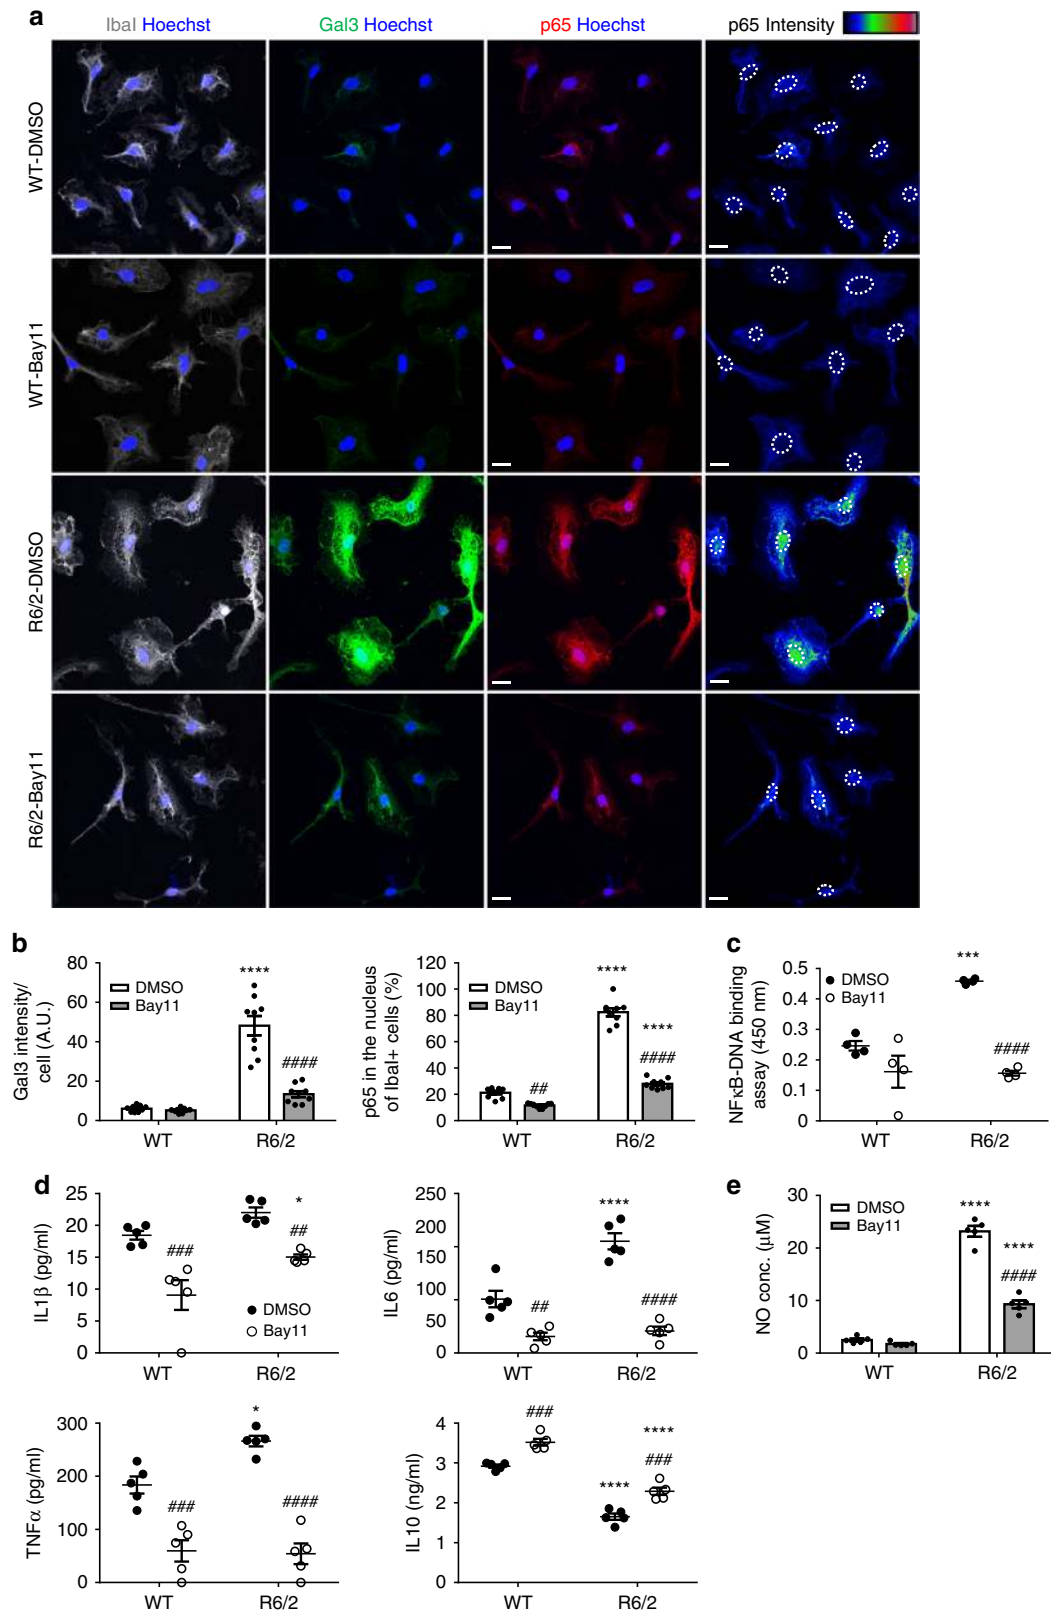 a
IbaI Hoechst
Gal3 Hoechst
p65 Hoechst
p65 Intensity
WT-DMSO
WT-Bay11
R6/2-DMSO
R6/2-Bay11
b
Gal3 intensity/
cell (A.U.)
80
60
40
20
0
DMSO
Bay11
****
####
WT
R6/2
p65 in the nucleus
of IbaI+ cells (%)
120
100
80
60
40
20
0
DMSO
Bay11
##
****
****
####
WT
R6/2
c
NFκB-DNA binding
assay (450 nm)
0.5
0.4
0.3
0.2
0.1
0
DMSO
Bay11
***
####
WT
R6/2
d
IL1β (pg/ml)
25
20
15
10
5
0
###
*
##
DMSO
Bay11
WT
R6/2
IL6 (pg/ml)
250
200
150
100
50
0
##
****
####
WT
R6/2
e
NO conc. (μM)
30
20
10
0
DMSO
Bay11
****
****
####
WT
R6/2
TNFα (pg/ml)
300
200
100
0
###
*
####
WT
R6/2
IL10 (ng/ml)
4
3
2
1
0
###
****
****
###
WT
R6/2